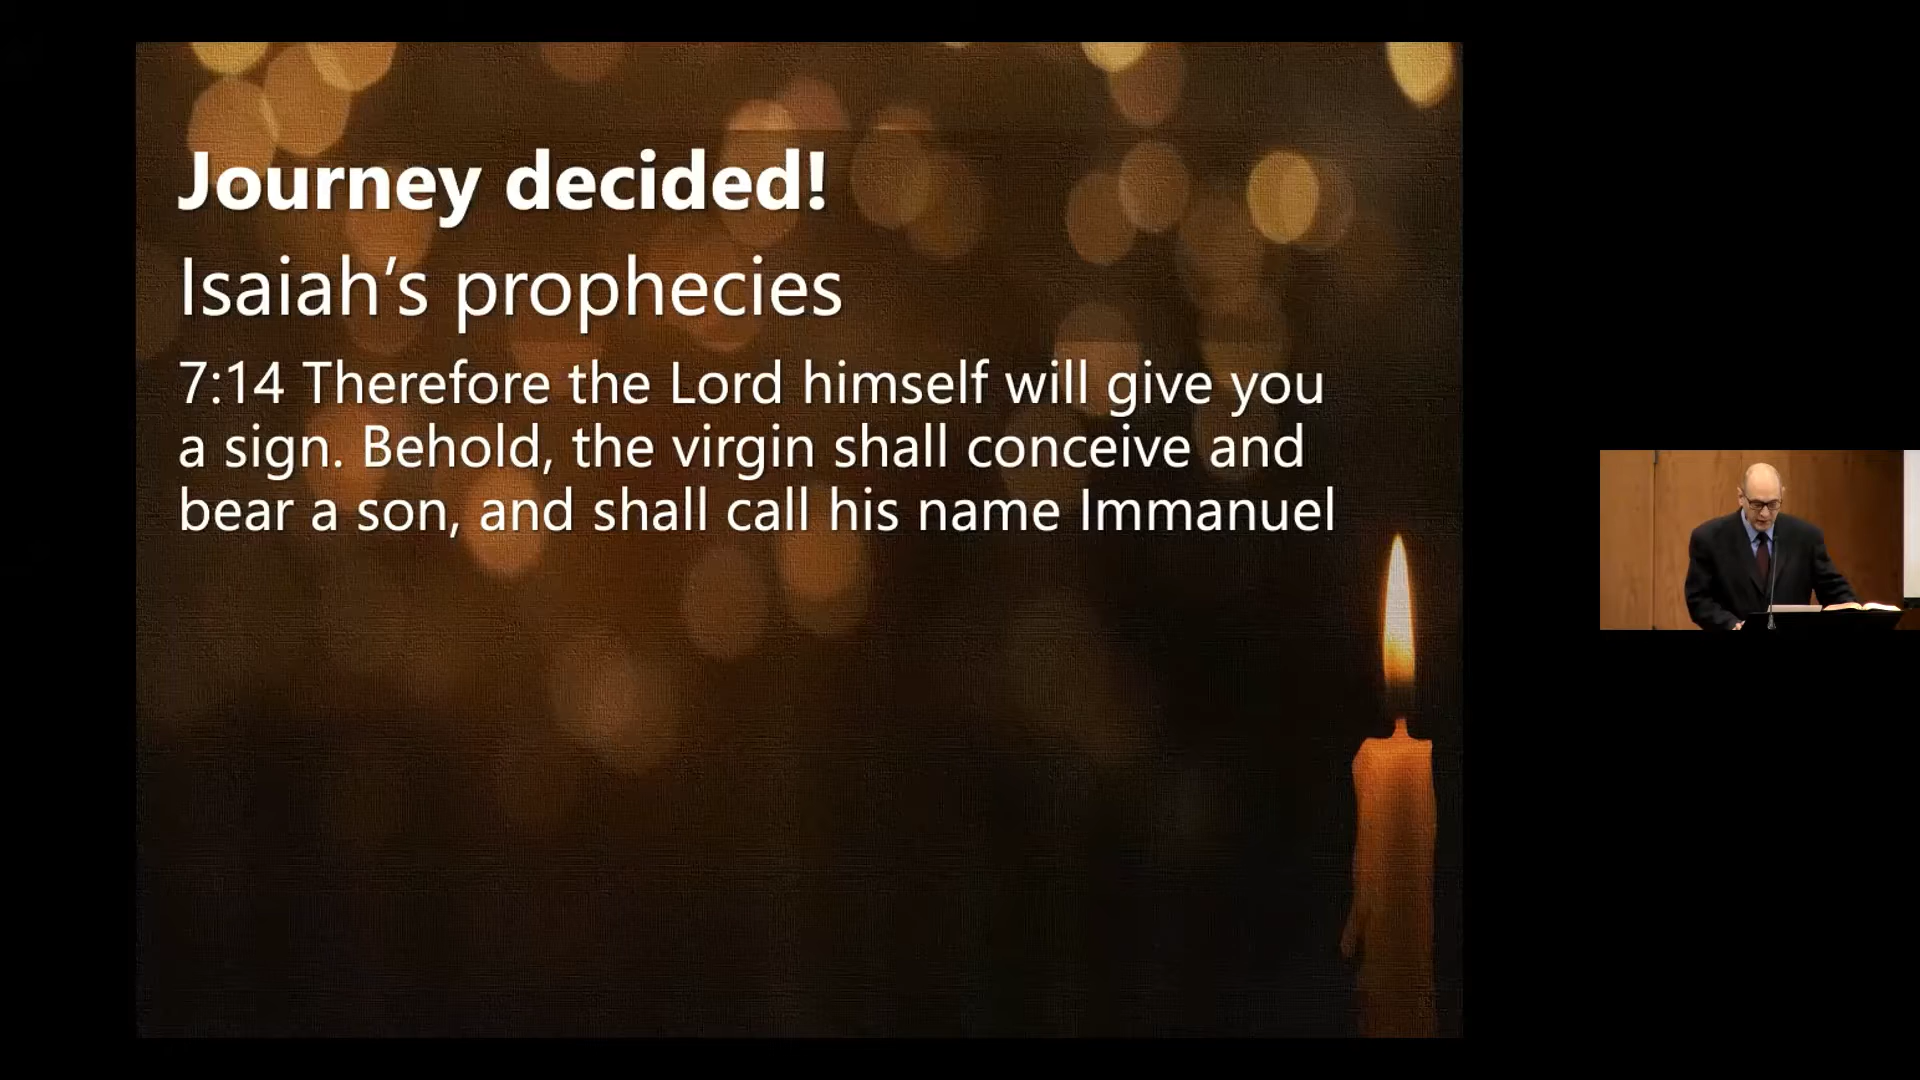 Journey decided!
Isaiah’s prophecies
7:14 Therefore the Lord himself will give you
a sign. Behold, the virgin shall conceive and
bear a son, and shall call his name Immanuel